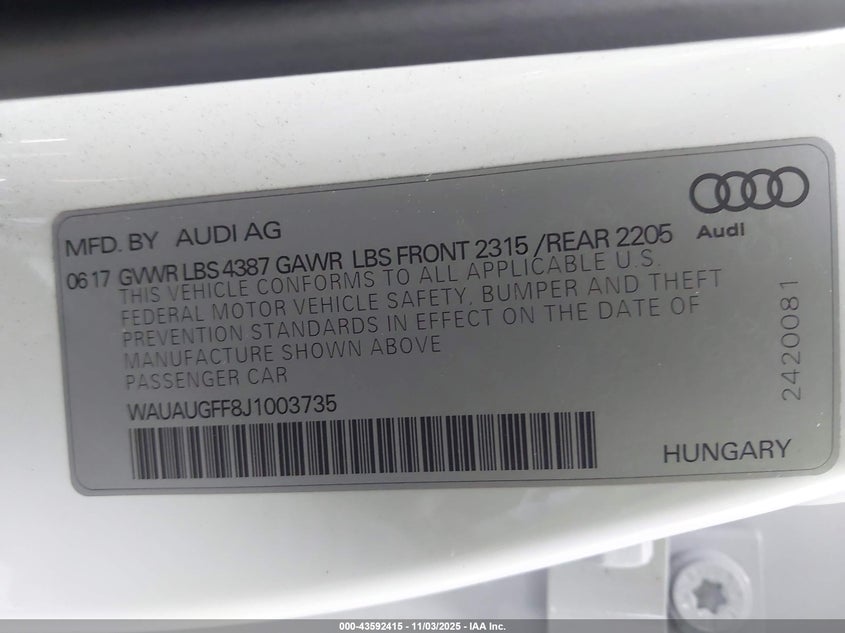 MFD. BY AUDI AG
Audi
06 17 GVWR LBS 4387 GAWR LBS FRONT 2315 /REAR 2205
THIS VEHICLE CONFORMS TO ALL APPLICABLE U.S.
FEDERAL MOTOR VEHICLE SAFETY, BUMPER AND THEFT
PREVENTION STANDARDS IN EFFECT ON THE DATE OF
MANUFACTURE SHOWN ABOVE
PASSENGER CAR
2420081
WAUAUGFF8J1003735
HUNGARY
000-43592415 - 11/03/2025 - IAA Inc.